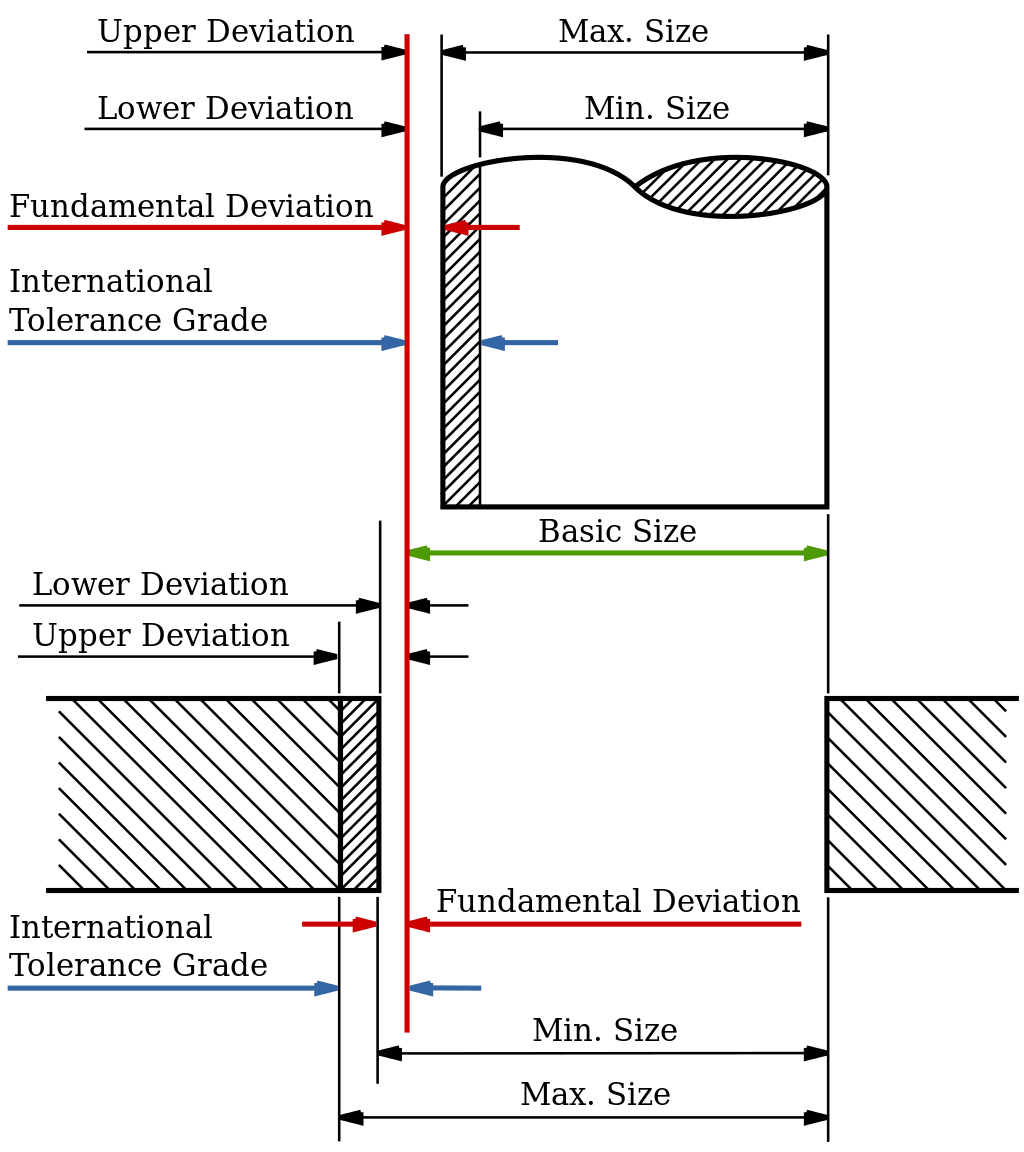 Upper Deviation
Max. Size
Lower Deviation
Min. Size
Fundamental Deviation
International
Tolerance Grade
Basic Size
Lower Deviation
Upper Deviation
Fundamental Deviation
International
Tolerance Grade
Min. Size
Max. Size